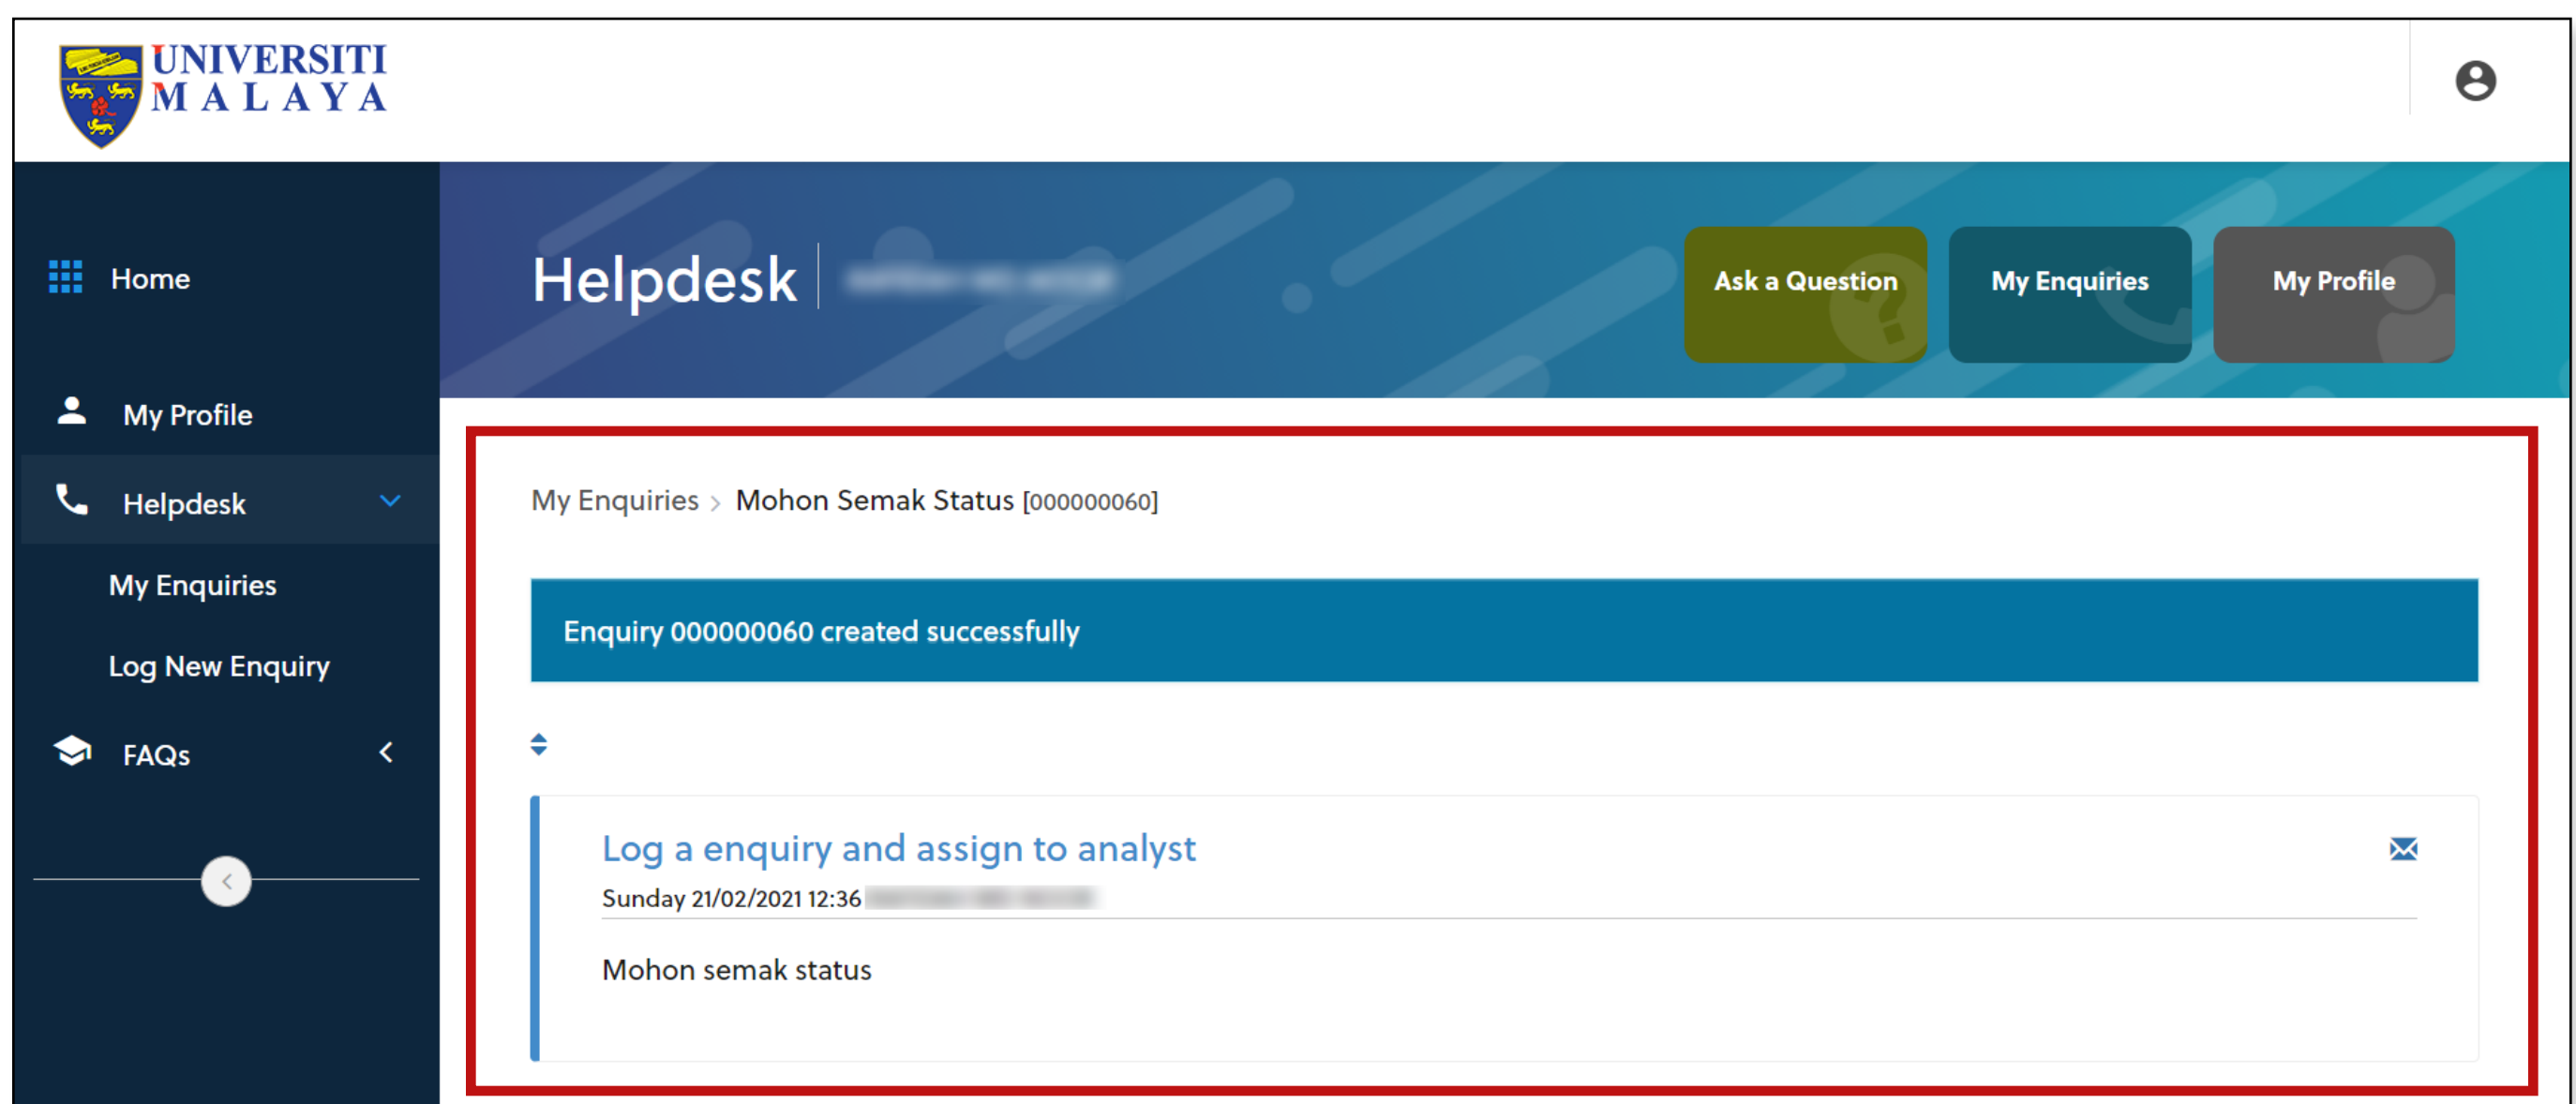 UNIVERSITI
MALAYA
Home
My Profile
Helpdesk
My Enquiries
Log New Enquiry
FAQs
Helpdesk
Ask a Question
My Enquiries
My Profile
My Enquiries > Mohon Semak Status [000000060]
Enquiry 000000060 created successfully
Log a enquiry and assign to analyst
Sunday 21/02/2021 12:36
Mohon semak status